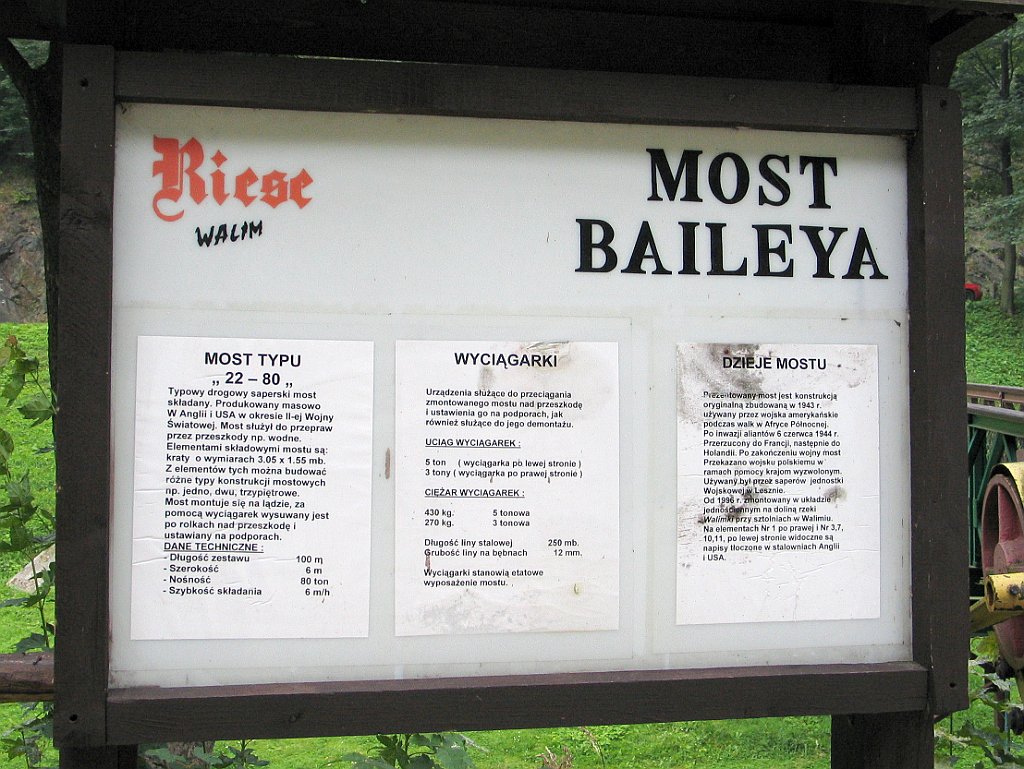 Riese
WALIM
MOST
BAILEYA
MOST TYPU
„ 22 – 80 „
Typowy drogowy saperski most
składany. Produkowany masowo
W Anglii i USA w okresie II-ej Wojny
Światowej. Most służył do przepraw
przez przeszkody np. wodne.
Elementami składowymi mostu są:
kraty o wymiarach 3.05 x 1.55 mb.
Z elementów tych można budować
różne typy konstrukcji mostowych
np. jedno, dwu, trzypiętrowe.
Most montuje się na lądzie, za
pomocą wyciągarek wysuwany jest
po rolkach nad przeszkodę i
ustawiany na podporach.
DANE TECHNICZNE :
- Długość zestawu 100 m
- Szerokość 6 m
- Nośność 80 ton
- Szybkość składania 6 m/h
WYCIĄGARKI
Urządzenia służące do przeciągania
zmontowanego mostu nad przeszkodę
i ustawienia go na podporach, jak
również służące do jego demontażu.
UCIĄG WYCIĄGAREK :
5 ton ( wyciągarka po lewej stronie )
3 tony ( wyciągarka po prawej stronie )
CIĘŻAR WYCIĄGAREK :
430 kg. 5 tonowa
270 kg. 3 tonowa
Długość liny stalowej 250 mb.
Grubość liny na bębnach 12 mm.
Wyciągarki stanowią etatowe
wyposażenie mostu.
DZIEJE MOSTU
Prezentowany most jest konstrukcją
oryginalną zbudowaną w 1943 r.
używany przez wojska amerykańskie
podczas walk w Afryce Północnej.
Po inwazji aliantów 6 czerwca 1944 r.
Przerzucony do Francji, następnie do
Holandii. Po zakończeniu wojny most
Przekazano wojsku polskiemu w
ramach pomocy krajom wyzwolonym.
Używany był przez saperów jednostki
Wojskowej w Lesznie.
Od 1996 r. zmontowany w układzie
jednościennym na doliną rzeki
Walimki przy sztolniach w Walimiu.
Na elementach Nr 1 po prawej i Nr 3,7,
10,11, po lewej stronie widoczne są
napisy tłoczone w stalowniach Anglii
i USA.